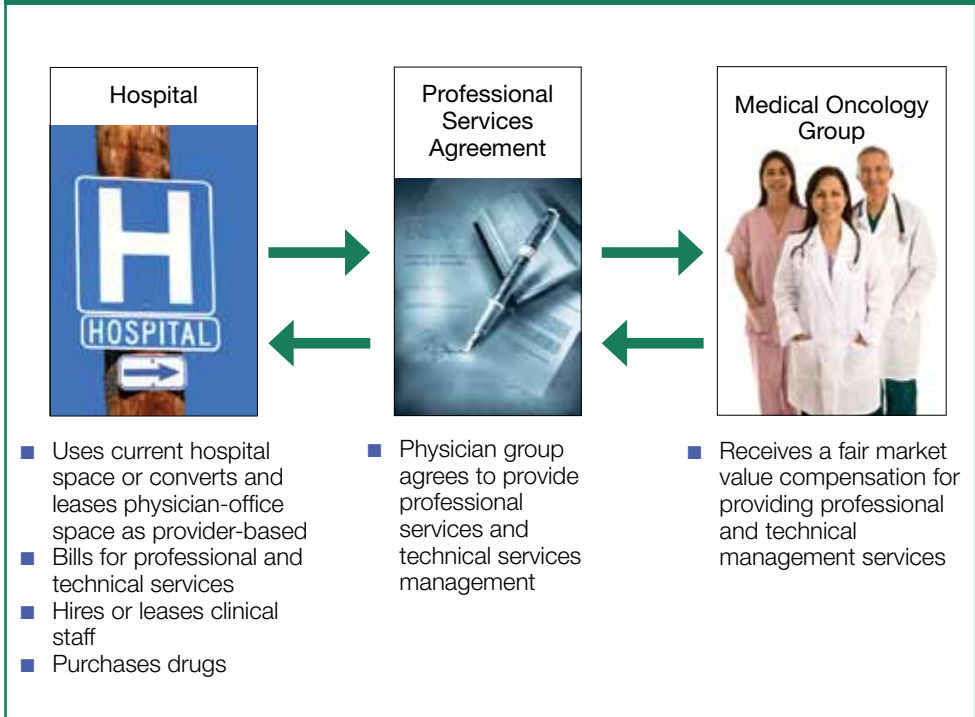 Hospital
H
HOSPITAL
■ Uses current hospital
space or converts and
leases physician-office
space as provider-based
■ Bills for professional and
technical services
■ Hires or leases clinical
staff
■ Purchases drugs
Professional
Services
Agreement
■ Physician group
agrees to provide
professional
services and
technical services
management
Medical Oncology
Group
■ Receives a fair market
value compensation for
providing professional
and technical
management services